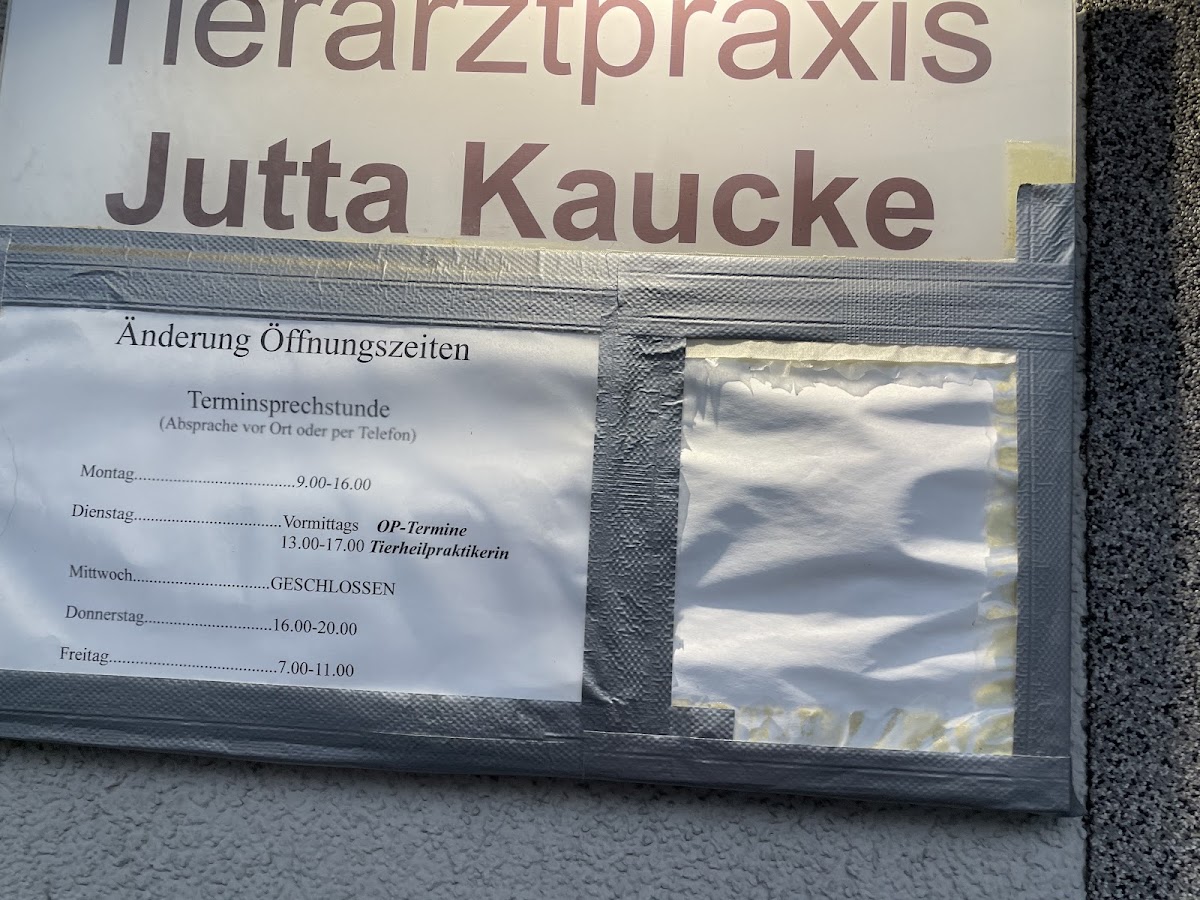 Tierarztpraxis
Jutta Kaucke
Änderung Öffnungszeiten
Terminsprechstunde
(Absprache vor Ort oder per Telefon)
Montag....................................9.00-16.00
Dienstag.................................Vormittags OP-Termine
13.00-17.00 Tierheilpraktikerin
Mittwoch...............................GESCHLOSSEN
Donnerstag.............................16.00-20.00
Freitag......................................7.00-11.00